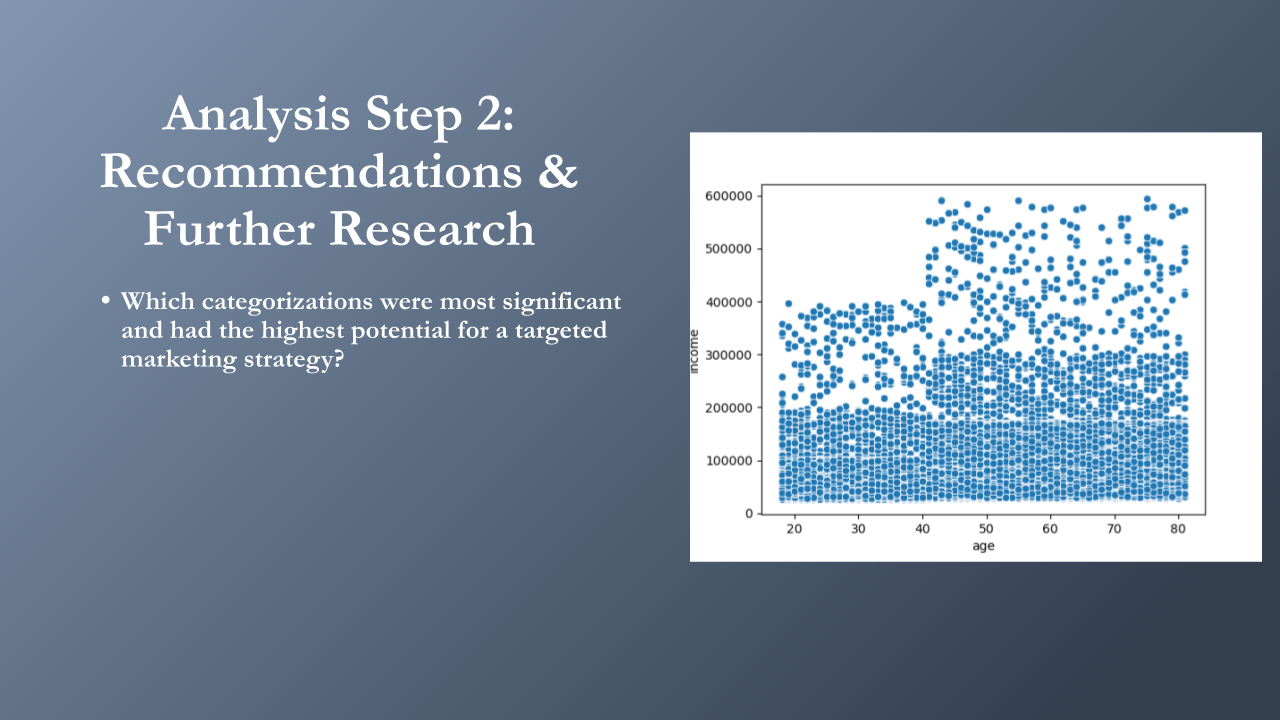 Analysis Step 2:
Recommendations &
Further Research
• Which categorizations were most significant
and had the highest potential for a targeted
marketing strategy?
600000
500000
400000
300000
200000
100000
0
income
20 30 40 50 60 70 80
age